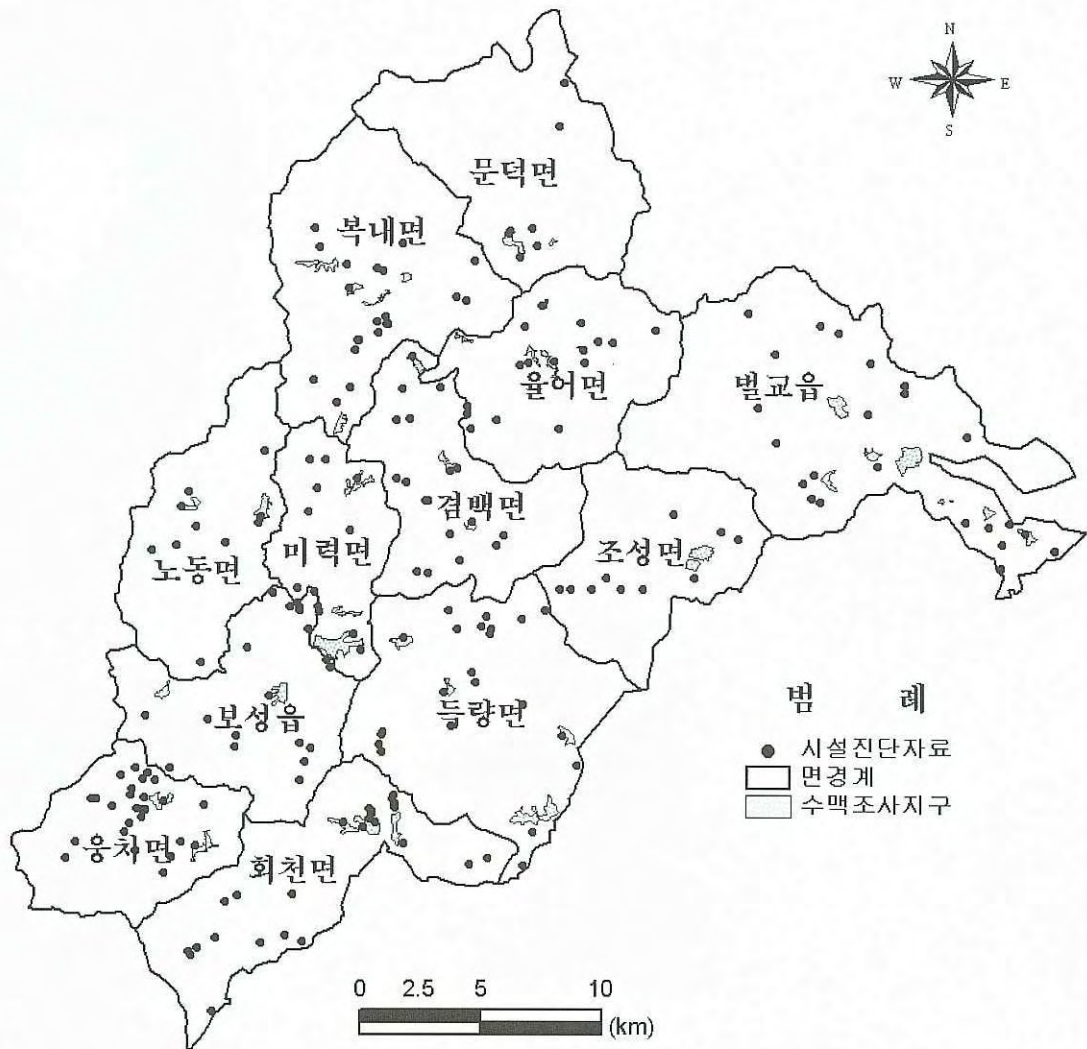 N
W E
S
문덕면
복내면
율어면
벌교읍
겸백면
조성면
미력면
노동면
득량면
보성읍
웅치면
회천면
범 례
시설진단자료
면경계
수맥조사지구
0 2.5 5 10
(km)